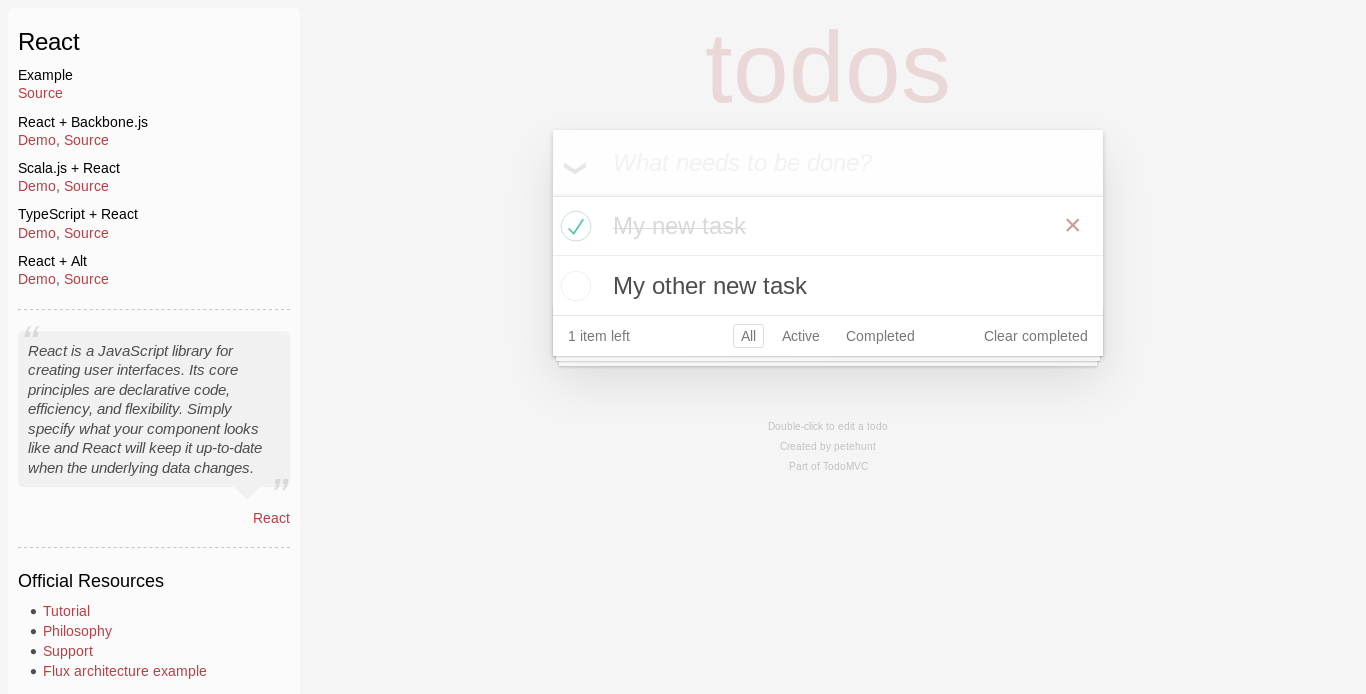 React
Example
Source
React + Backbone.js
Demo, Source
Scala.js + React
Demo, Source
TypeScript + React
Demo, Source
React + Alt
Demo, Source
“
React is a JavaScript library for
creating user interfaces. Its core
principles are declarative code,
efficiency, and flexibility. Simply
specify what your component looks
like and React will keep it up-to-date
when the underlying data changes.
”
React
Official Resources
Tutorial
Philosophy
Support
Flux architecture example
todos
What needs to be done?
My new task
My other new task
1 item left All Active Completed Clear completed
Double-click to edit a todo
Created by petehunt
Part of TodoMVC